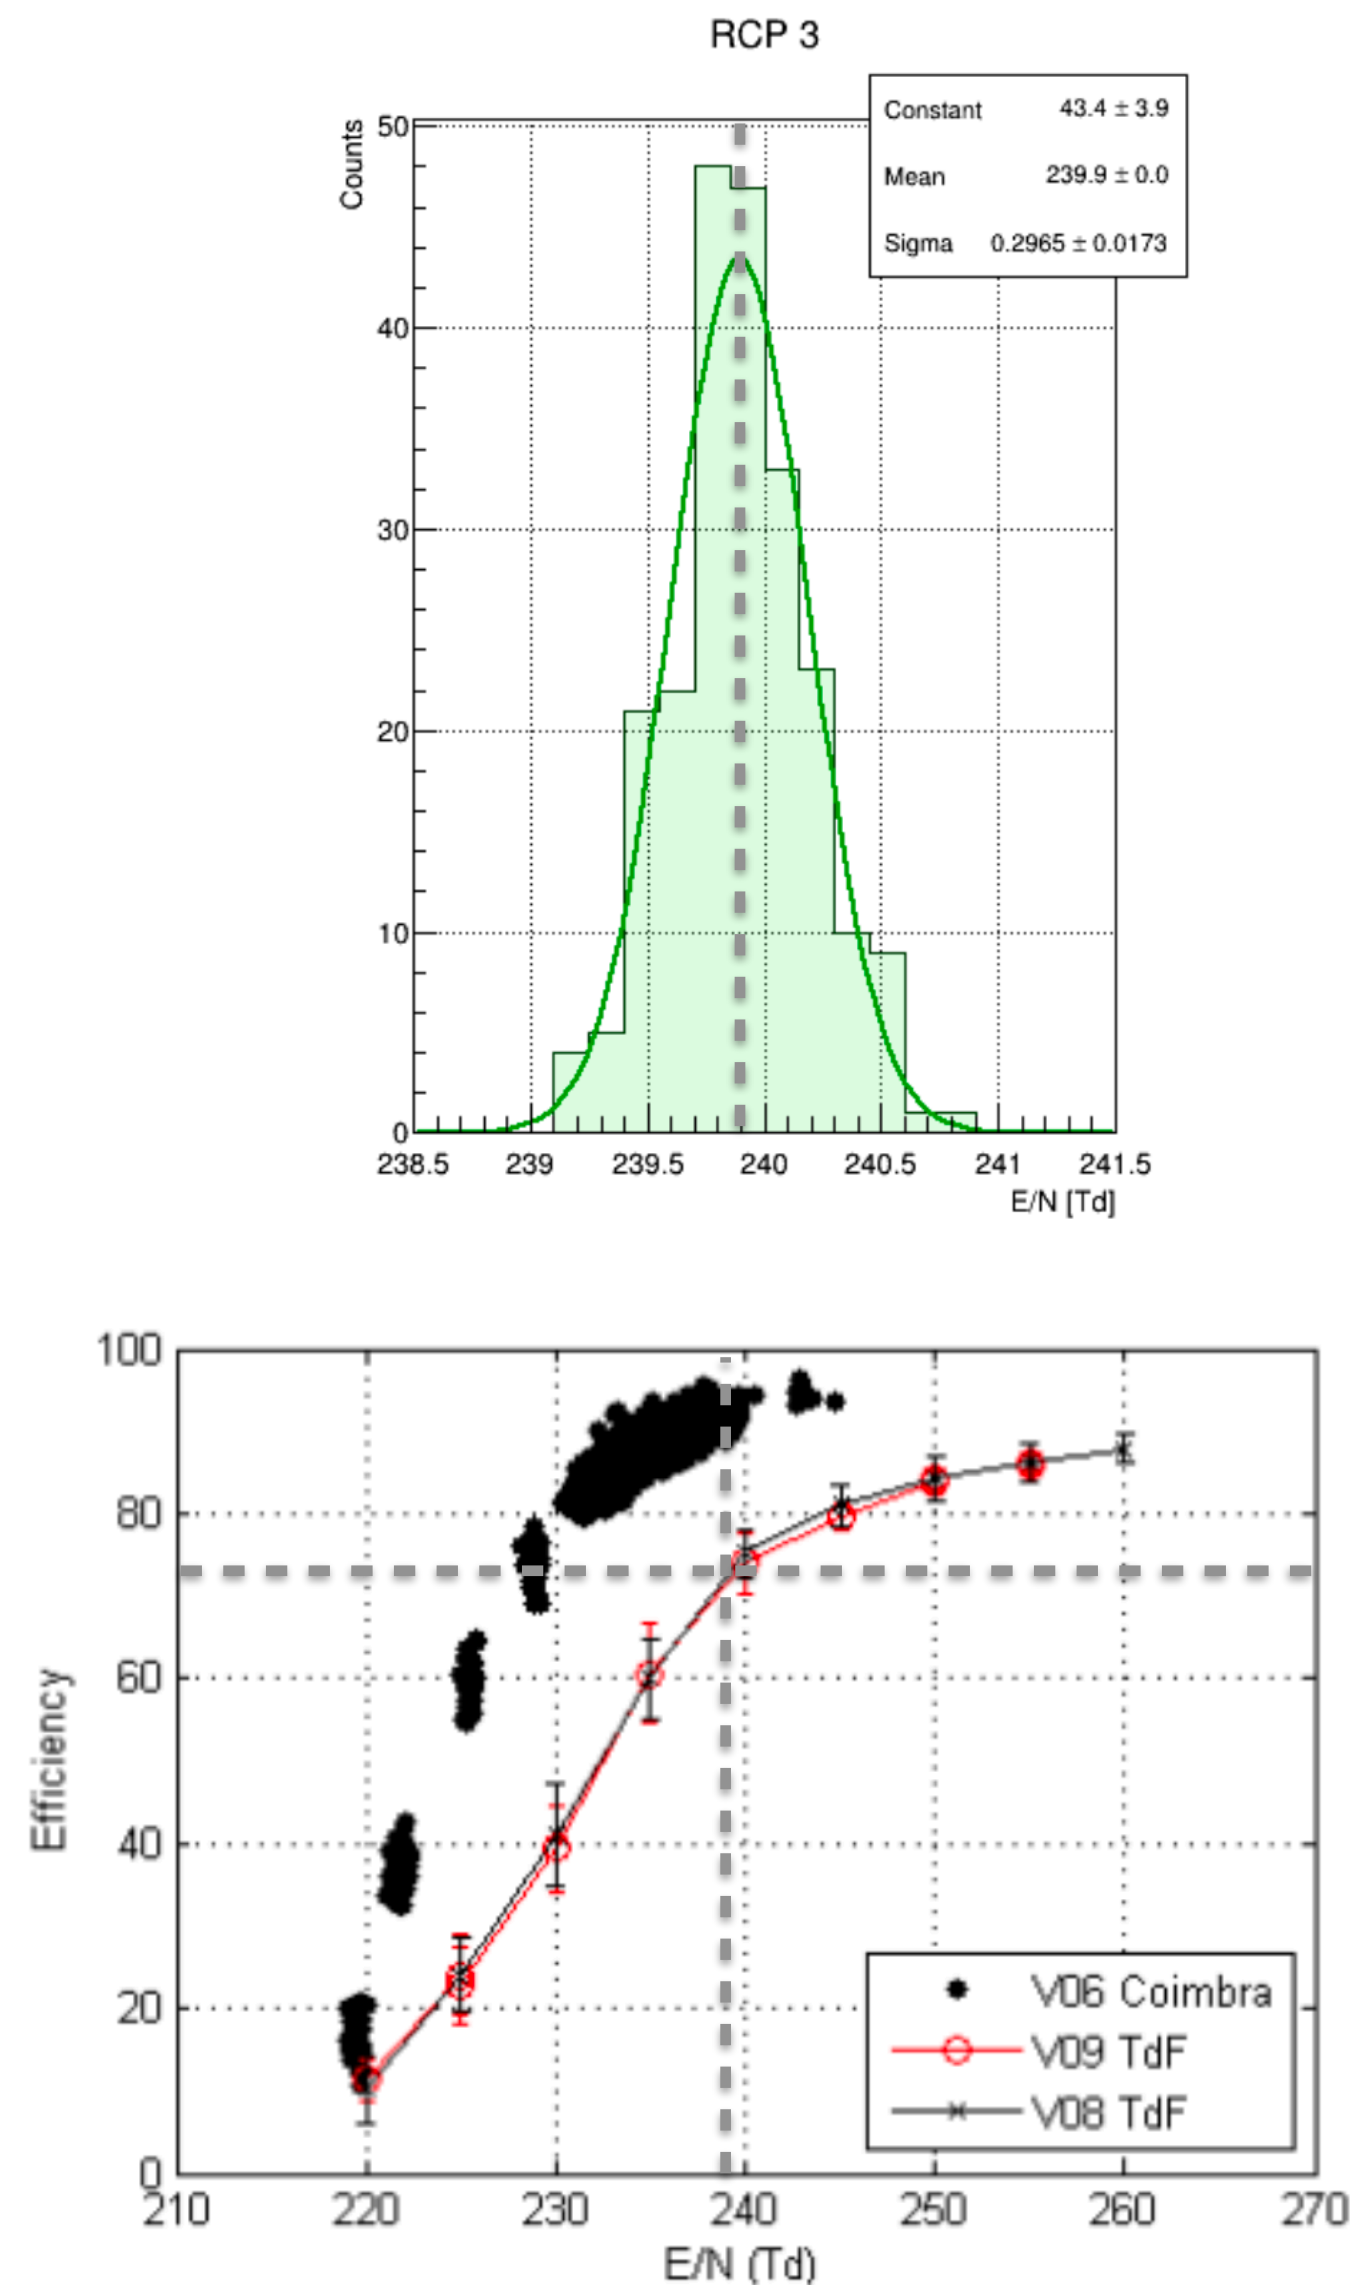 RCP 3
Constant 43.4 ± 3.9
Mean 239.9 ± 0.0
Sigma 0.2965 ± 0.0173
Counts
50
40
30
20
10
0
238.5 239 239.5 240 240.5 241 241.5
E/N [Td]
Efficiency
100
80
60
40
20
0
V06 Coimbra
V09 TdF
V08 TdF
210 220 230 240 250 260 270
E/N (Td)